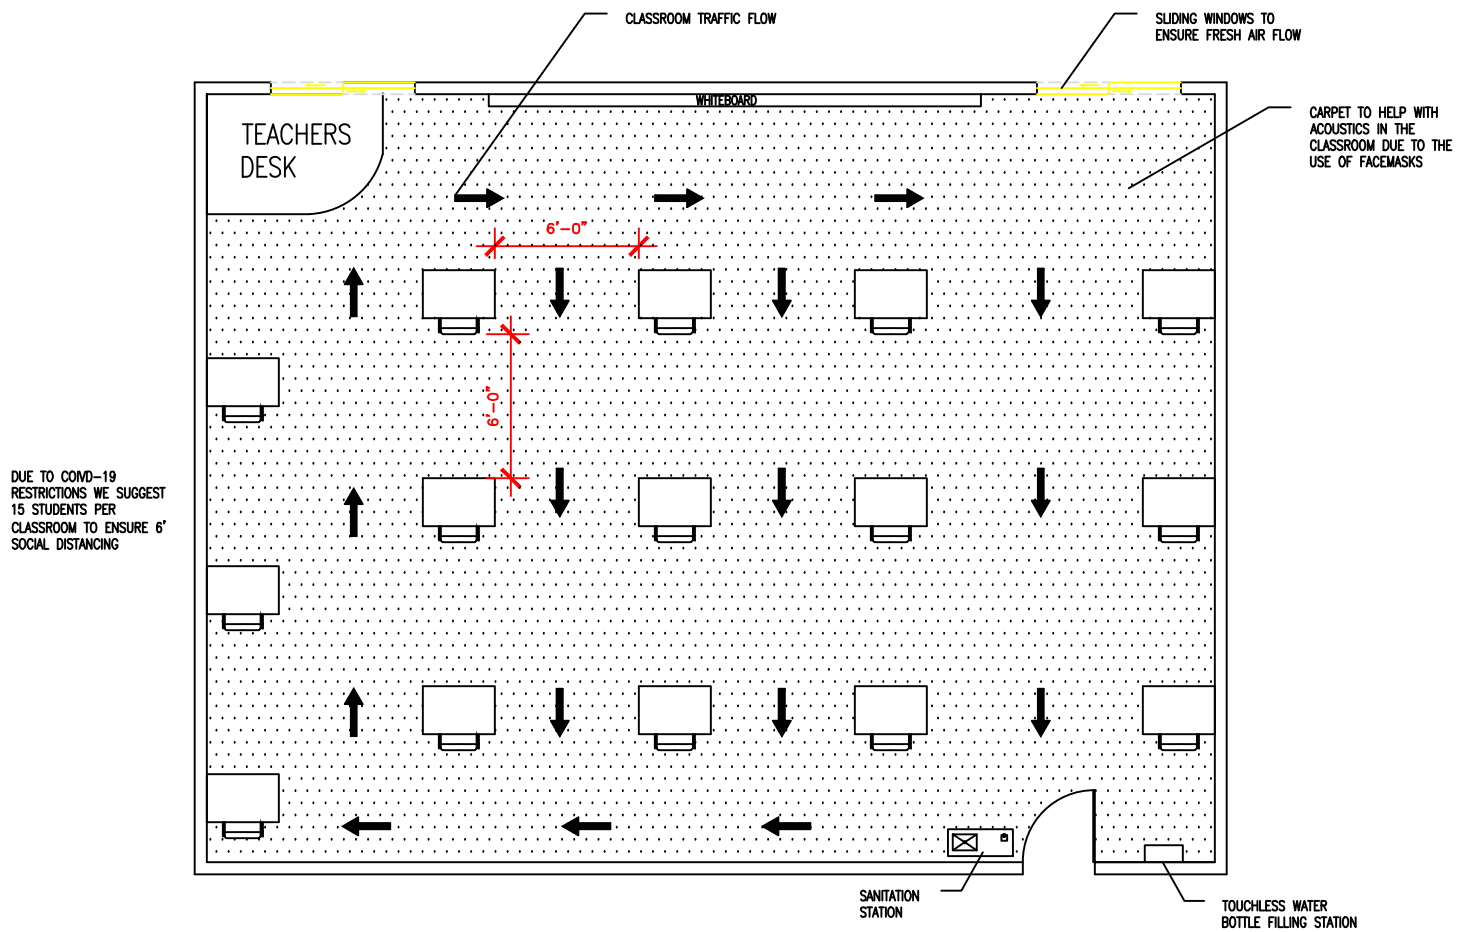 CLASSROOM TRAFFIC FLOW
SLIDING WINDOWS TO
ENSURE FRESH AIR FLOW
WHITEBOARD
CARPET TO HELP WITH
ACOUSTICS IN THE
CLASSROOM DUE TO THE
USE OF FACEMASKS
TEACHERS
DESK
6'-0"
6'-0"
DUE TO COIVD-19
RESTRICTIONS WE SUGGEST
15 STUDENTS PER
CLASSROOM TO ENSURE 6'
SOCIAL DISTANCING
SANITATION
STATION
TOUCHLESS WATER
BOTTLE FILLING STATION